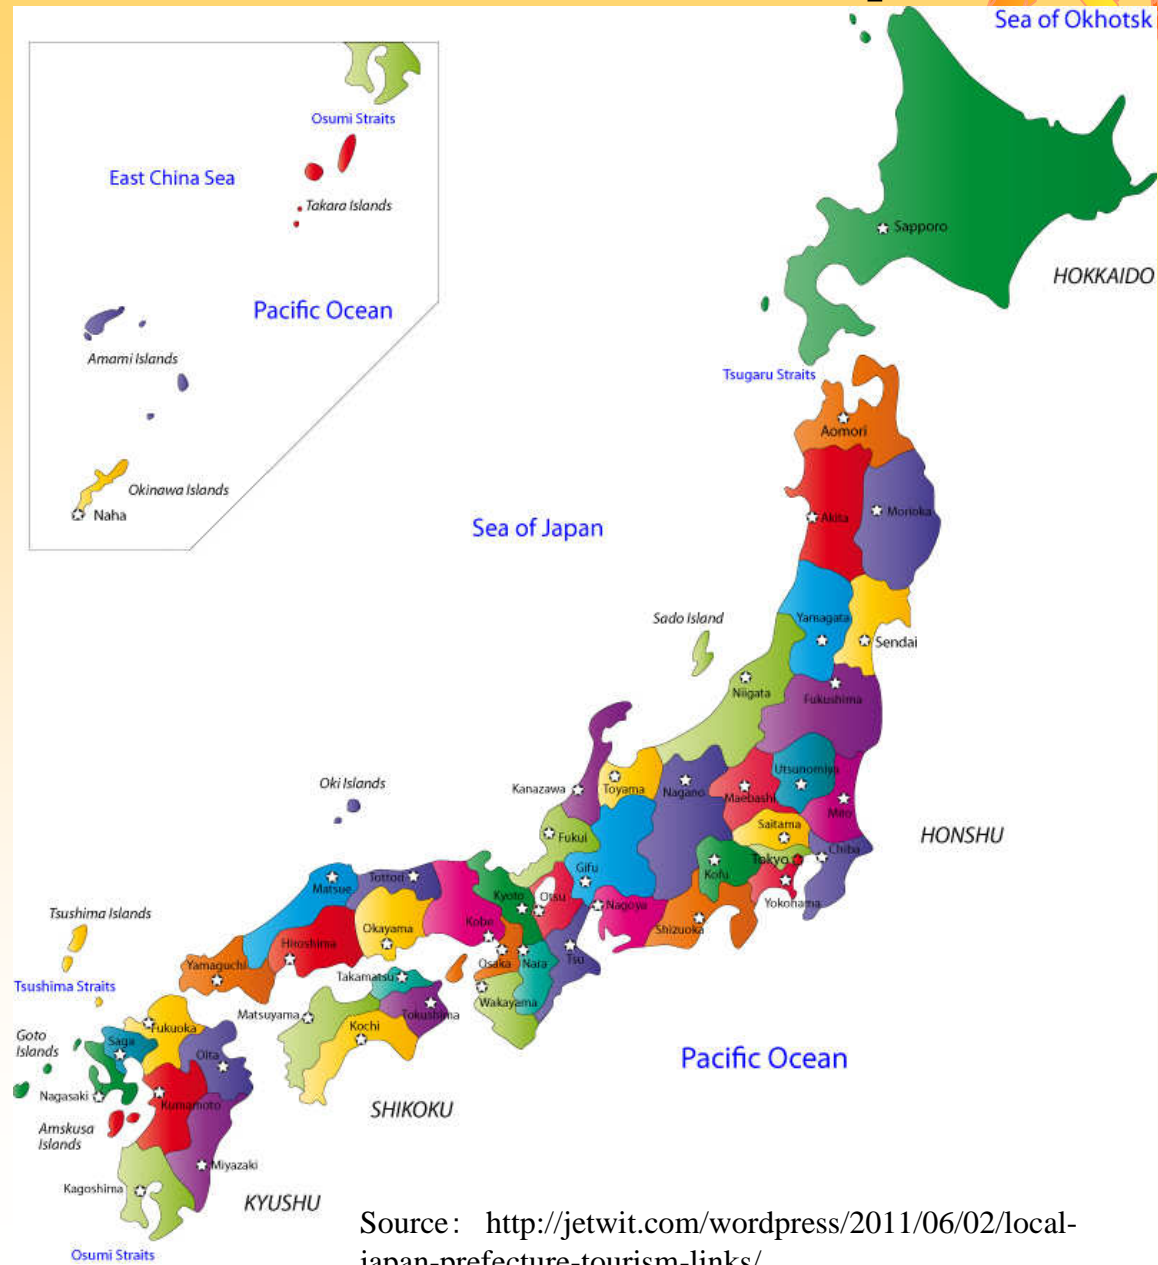 Sea of Okhotsk
Osumi Straits
East China Sea
Takara Islands
Sapporo
HOKKAIDO
Pacific Ocean
Amami Islands
Tsugaru Straits
Aomori
Okinawa Islands
Naha
Sea of Japan
Akita
Morioka
Sado Island
Yamagata
Sendai
Niigata
Fukushima
Oki Islands
Kanazawa
Toyama
Nagano
Utsunomiya
Maebashi
Mito
Saitama
HONSHU
Fukui
Tokyo
Chiba
Gifu
Kofu
Matsue
Tottori
Kyoto
Otsu
Nagoya
Yokohama
Tsushima Islands
Okayama
Kobe
Shizuoka
Hiroshima
Osaka
Nara
Tsu
Yamaguchi
Takamatsu
Tsushima Straits
Wakayama
Matsuyama
Tokushima
Kochi
Fukuoka
Goto
Islands
Saga
Oita
Pacific Ocean
Nagasaki
Kumamoto
SHIKOKU
Amskusa
Islands
Miyazaki
Kagoshima
KYUSHU
Source: http://jetwit.com/wordpress/2011/06/02/local-
japan-prefecture-tourism-links/
Osumi Straits